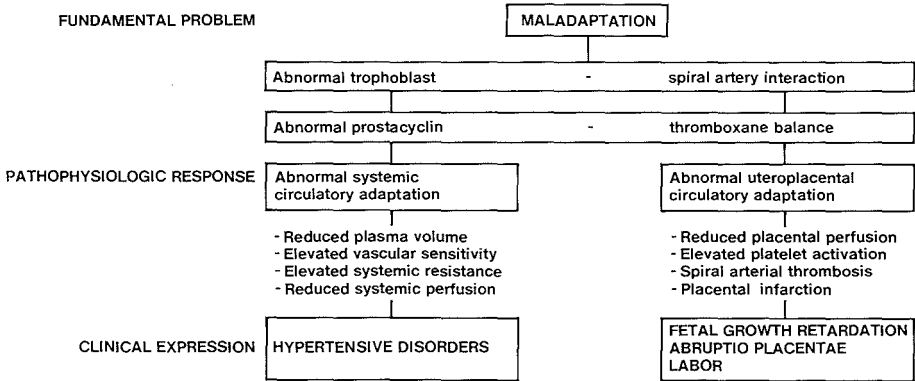 FUNDAMENTAL PROBLEM
MALADAPTATION
Abnormal trophoblast - spiral artery interaction
Abnormal prostacyclin - thromboxane balance
PATHOPHYSIOLOGIC RESPONSE
Abnormal systemic
circulatory adaptation
Abnormal uteroplacental
circulatory adaptation
- Reduced plasma volume
- Elevated vascular sensitivity
- Elevated systemic resistance
- Reduced systemic perfusion
- Reduced placental perfusion
- Elevated platelet activation
- Spiral arterial thrombosis
- Placental infarction
CLINICAL EXPRESSION
HYPERTENSIVE DISORDERS
FETAL GROWTH RETARDATION
ABRUPTIO PLACENTAE
LABOR